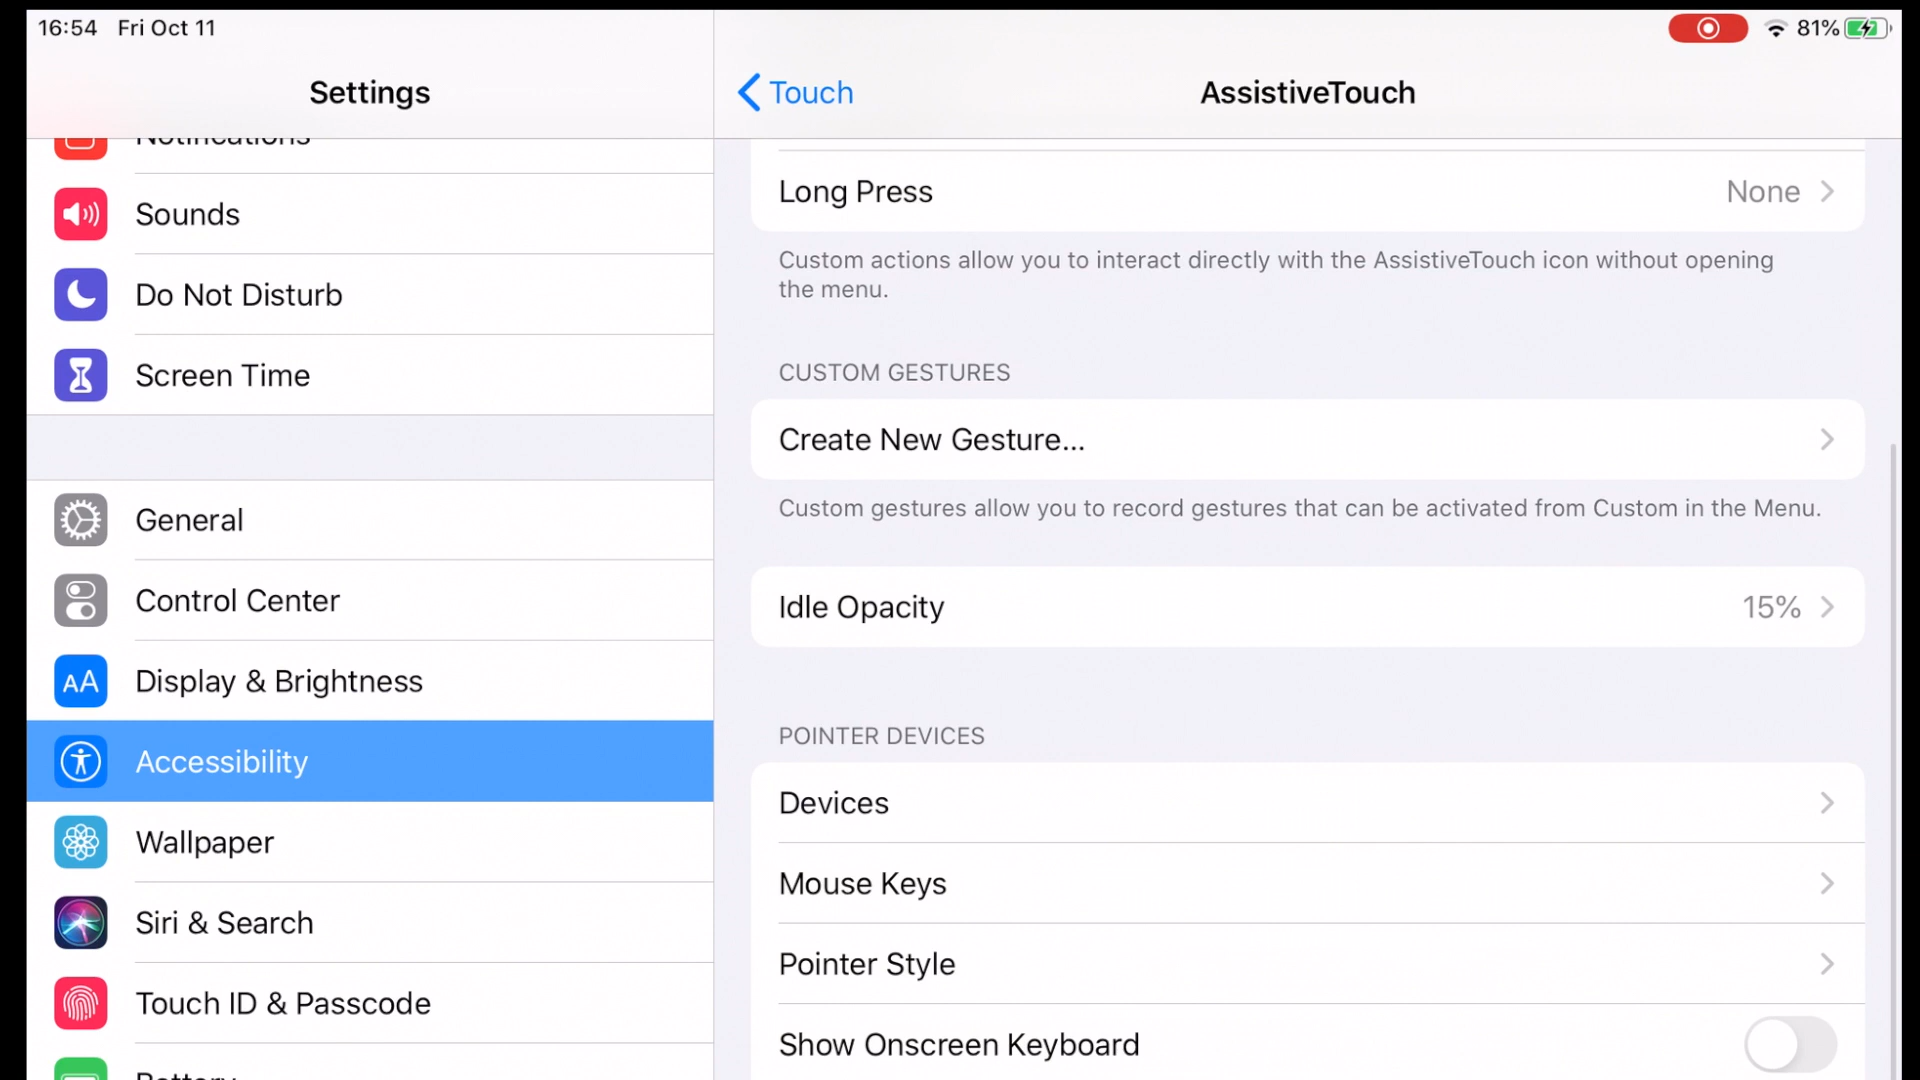 16:54 Fri Oct 11
81%
Settings
Notifications
Sounds
Do Not Disturb
Screen Time
General
Control Center
AA
Display & Brightness
Accessibility
Wallpaper
Siri & Search
Touch ID & Passcode
Battery
Touch
AssistiveTouch
Long Press None
Custom actions allow you to interact directly with the AssistiveTouch icon without opening
the menu.
CUSTOM GESTURES
Create New Gesture...
Custom gestures allow you to record gestures that can be activated from Custom in the Menu.
Idle Opacity 15%
POINTER DEVICES
Devices
Mouse Keys
Pointer Style
Show Onscreen Keyboard